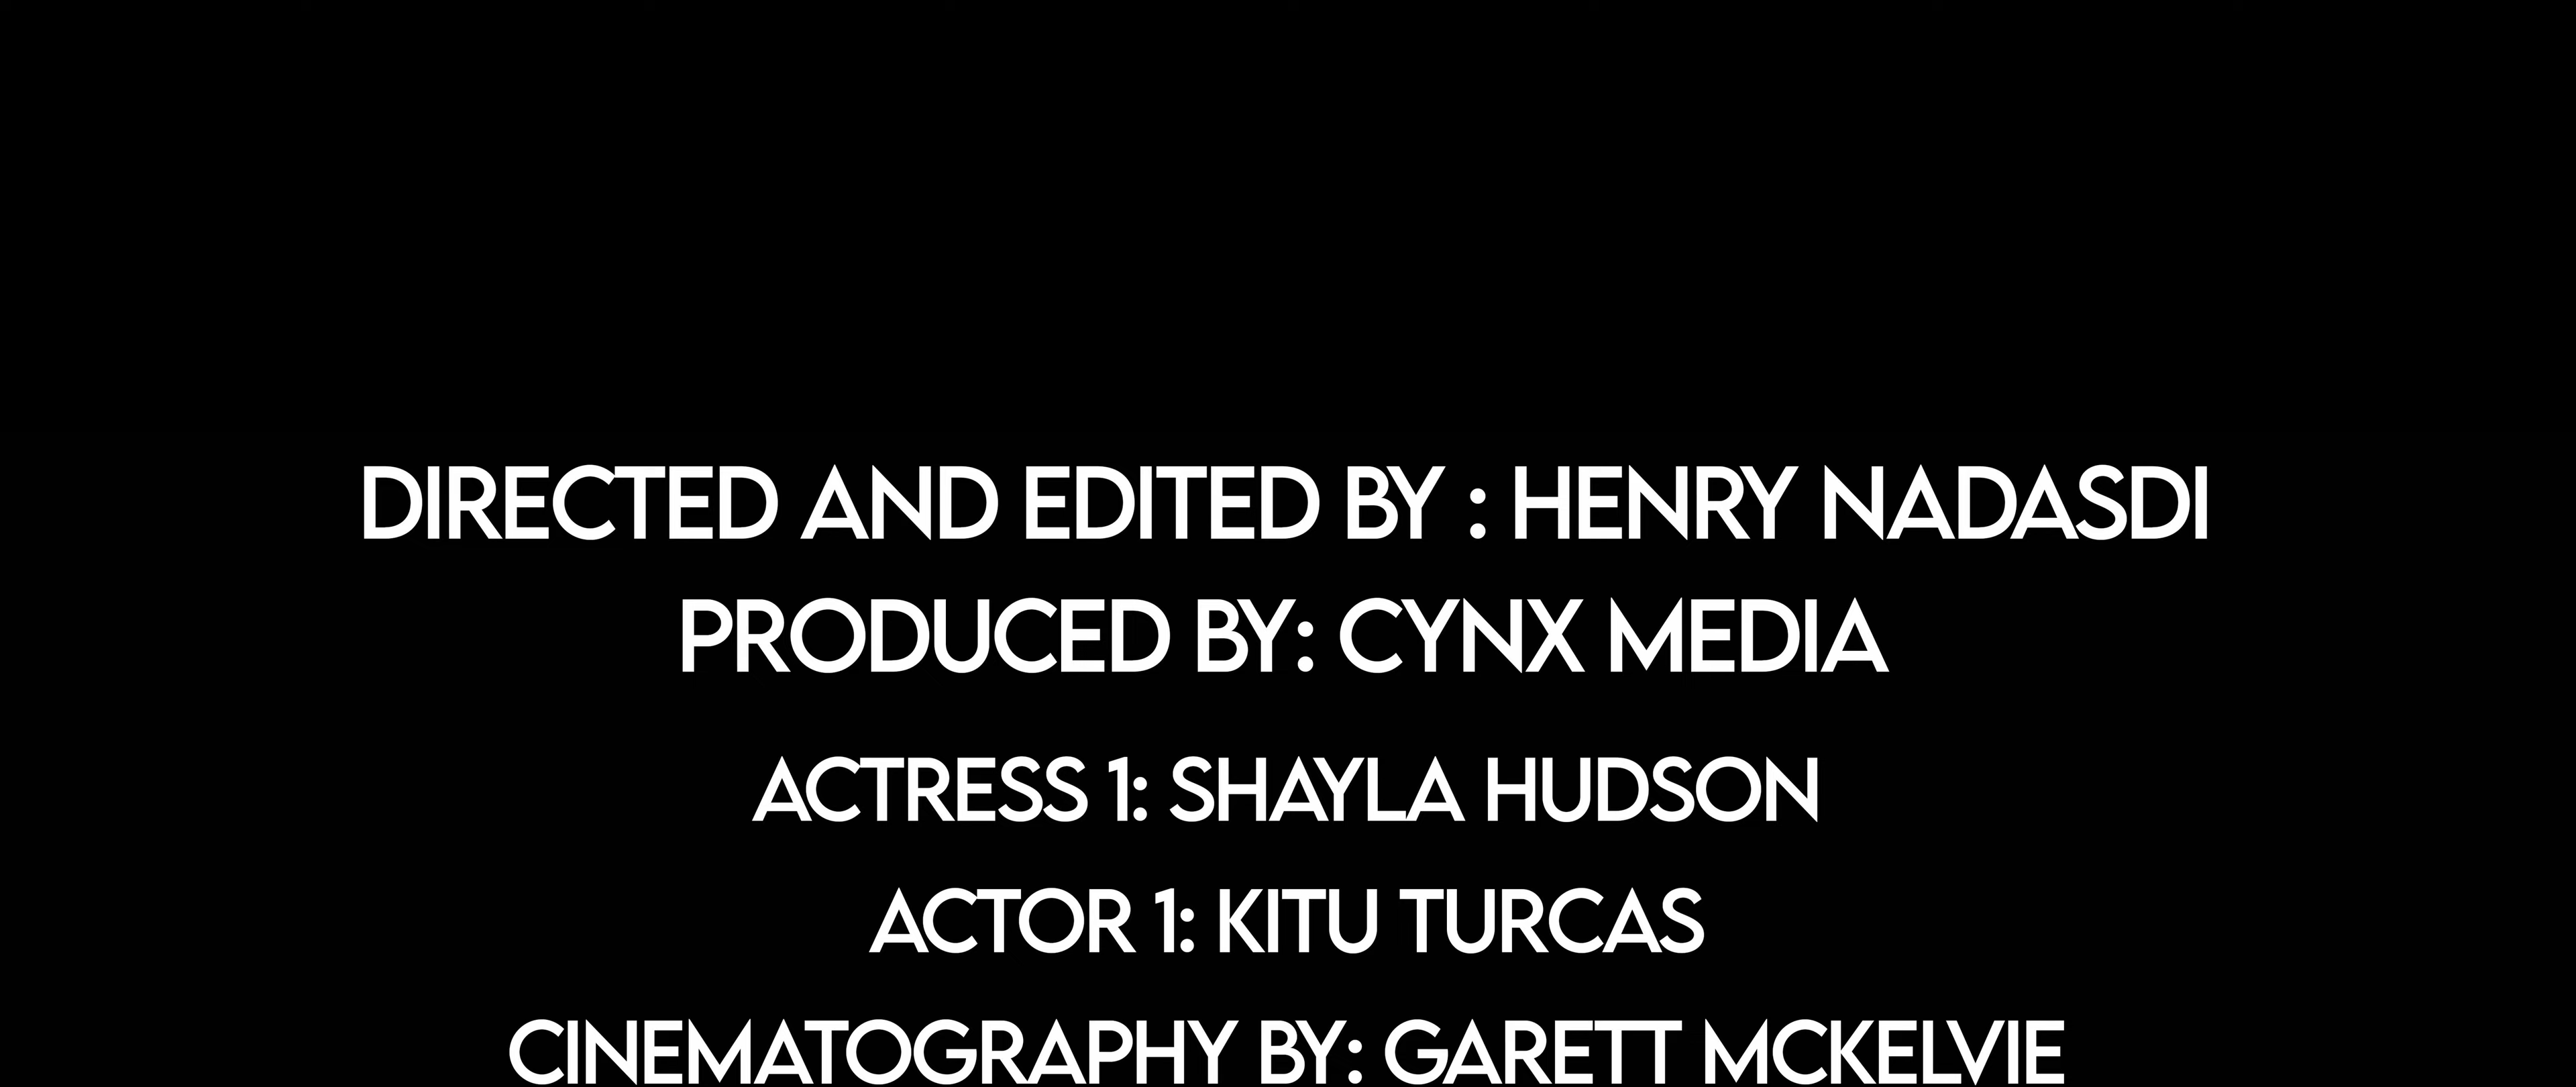 DIRECTED AND EDITED BY : HENRY NADASDI
PRODUCED BY: CYNX MEDIA
ACTRESS 1: SHAYLA HUDSON
ACTOR 1: KITU TURCAS
CINEMATOGRAPHY BY: GARETT MCKELVIE